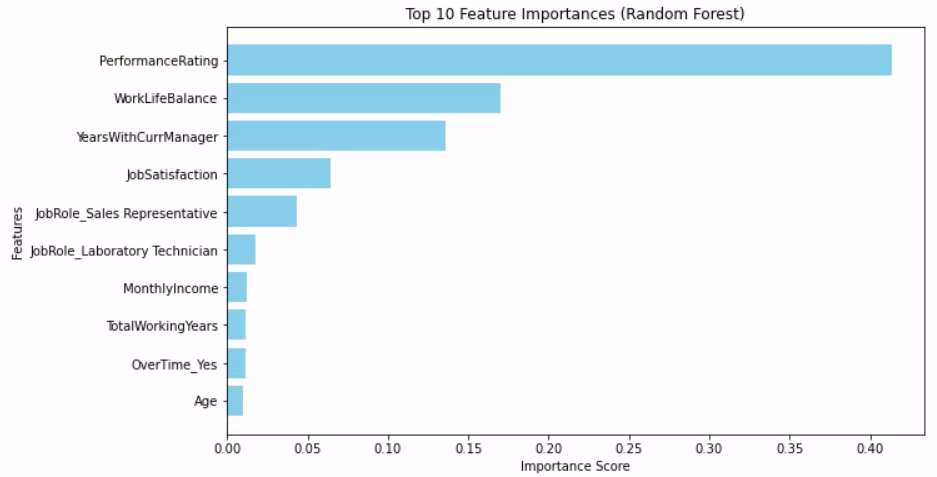 Top 10 Feature Importances (Random Forest)
PerformanceRating
WorkLifeBalance
YearsWithCurrManager
JobSatisfaction
JobRole_Sales Representative
JobRole_Laboratory Technician
MonthlyIncome
TotalWorkingYears
OverTime_Yes
Age
Features
0.00 0.05 0.10 0.15 0.20 0.25 0.30 0.35 0.40
Importance Score